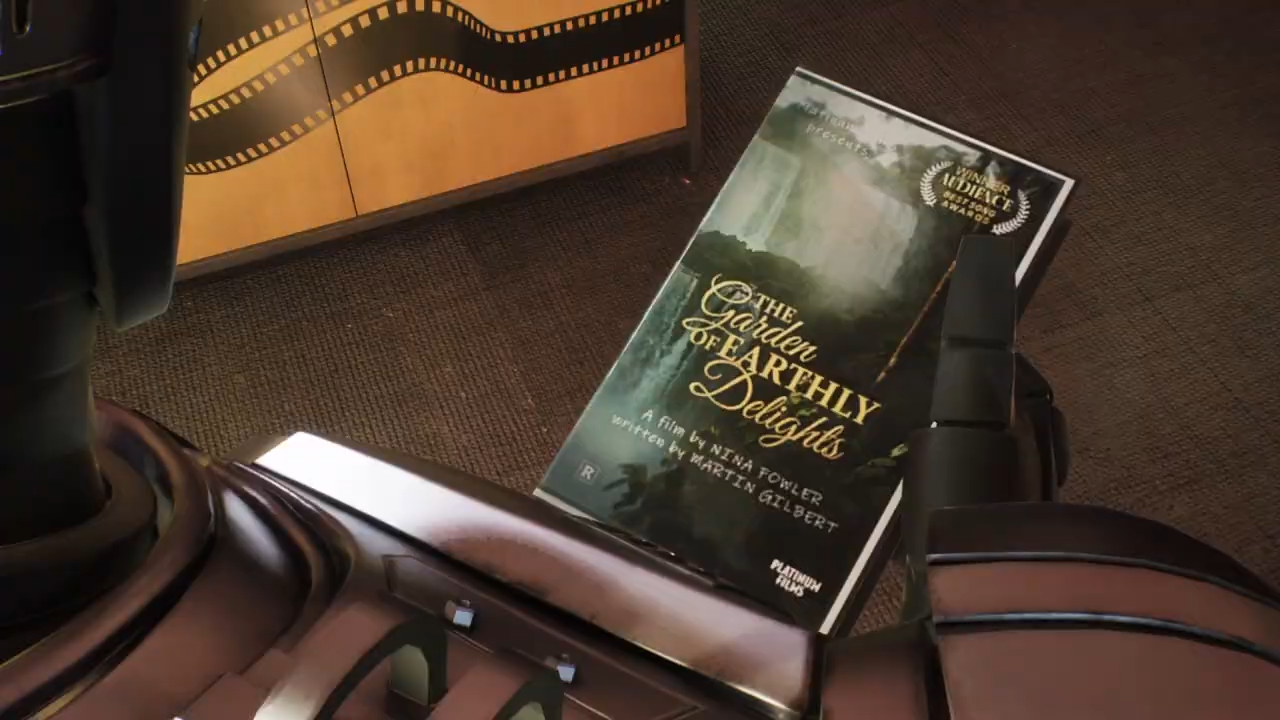 presents
WINNER
AUDIENCE
BEST SONG
AWARDS
THE
Garden
OF EARTHLY
Delights
A film by NINA FOWLER
written by MARTIN GILBERT
R
PLATINUM
FILMS